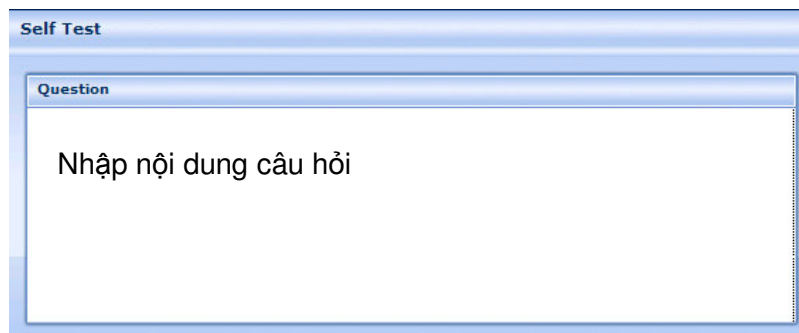 Self Test
Question
Nhập nội dung câu hỏi